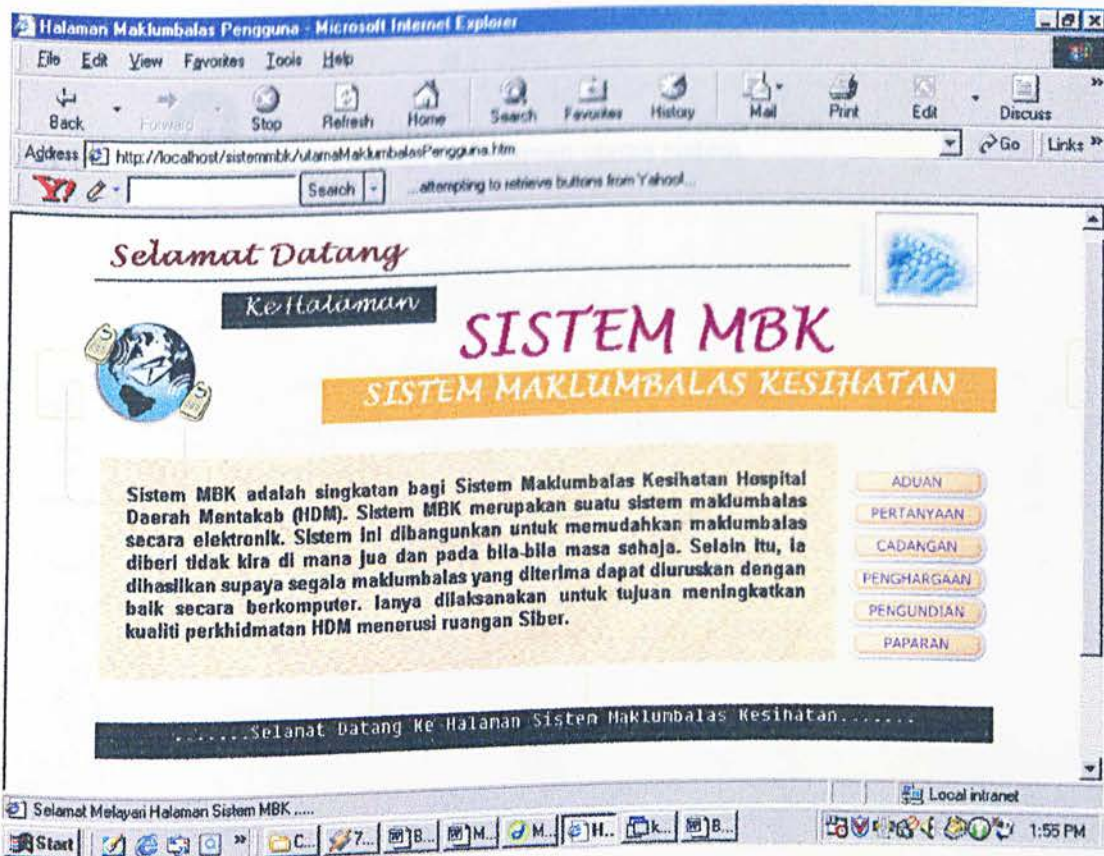 Halaman Maklumbalas Pengguna - Microsoft Internet Explorer
File Edit View Favorites Tools Help
Back Forward Stop Refresh Home Search Favorites History Mail Print Edit Discuss
Address http://localhost/sistemmbk/utamaMaklumbalasPengguna.htm Go Links
Y! Search ...attempting to retrieve buttons from Yahoo!...
Selamat Datang
Ke Halaman
SISTEM MBK
SISTEM MAKLUMBALAS KESIHATAN
Sistem MBK adalah singkatan bagi Sistem Maklumbalas Kesihatan Hospital
Daerah Mentakab (HDM). Sistem MBK merupakan suatu sistem maklumbalas
secara elektronik. Sistem ini dibangunkan untuk memudahkan maklumbalas
diberi tidak kira di mana jua dan pada bila-bila masa sahaja. Selain itu, ia
dihasilkan supaya segala maklumbalas yang diterima dapat diuruskan dengan
baik secara berkomputer. Ianya dilaksanakan untuk tujuan meningkatkan
kualiti perkhidmatan HDM menerusi ruangan Siber.
ADUAN
PERTANYAAN
CADANGAN
PENGHARGAAN
PENGUNDIAN
PAPARAN
.......Selamat Datang Ke Halaman Sistem Maklumbalas Kesihatan.......
Selamat Melayari Halaman Sistem MBK ..... Local intranet
Start C... 7... B... M... M... H.. k... B... 1:55 PM